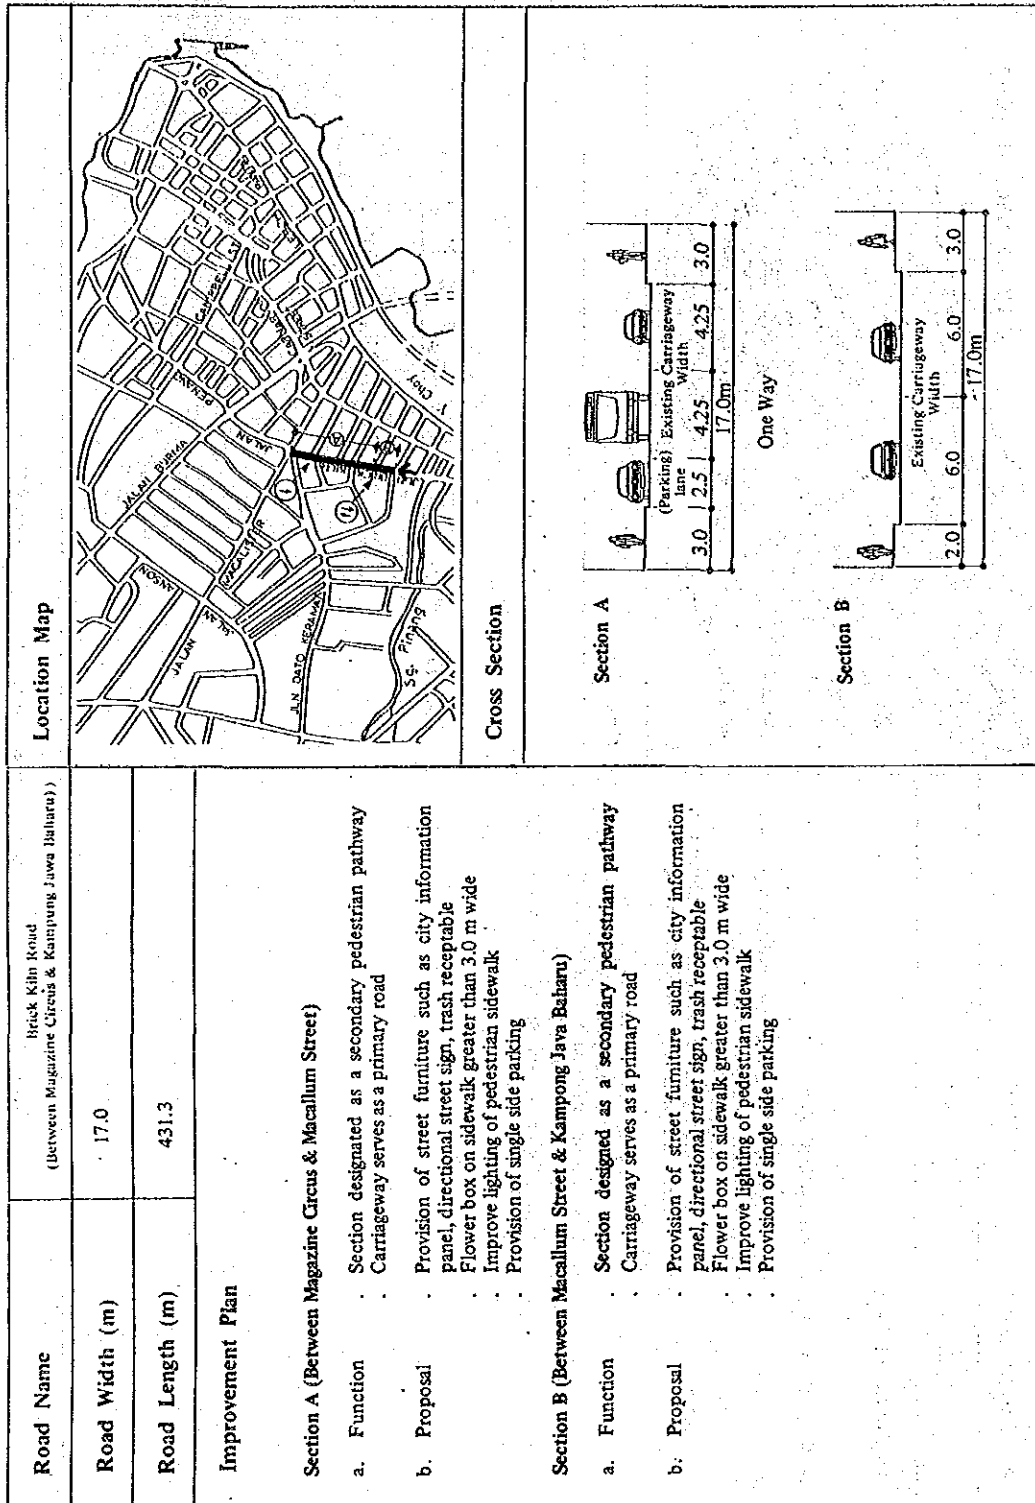 Road Name
Brick Kiln Road
(Between Magazine Circus & Kampung Jawa Baharu))
Road Width (m)
17.0
Road Length (m)
431.3
Improvement Plan
Section A (Between Magazine Circus & Macallum Street)
a. Function
. Section designated as a secondary pedestrian pathway
. Carriageway serves as a primary road
b. Proposal
. Provision of street furniture such as city information
panel, directional street sign, trash receptable
. Flower box on sidewalk greater than 3.0 m wide
. Improve lighting of pedestrian sidewalk
. Provision of single side parking
Section B (Between Macallum Street & Kampong Java Baharu)
a. Function
. Section designed as a secondary pedestrian pathway
. Carriageway serves as a primary road
b. Proposal
. Provision of street furniture such as city information
panel, directional street sign, trash receptable
. Flower box on sidewalk greater than 3.0 m wide
. Improve lighting of pedestrian sidewalk
. Provision of single side parking
Location Map
JALAN BURMA
PENANG
JALAN
CAMPBELL ST
STREET
MACALISTER
ANSON
JALAN
JALAN
JLN DATO KERAMAT
Sg. Pinang
Choy
A
Cross Section
Section A
(Parking)
lane
Existing Carriageway
Width
3.0 2.5 4.25 4.25 3.0
17.0m
One Way
Section B
Existing Carriageway
Width
2.0 6.0 6.0 3.0
17.0m